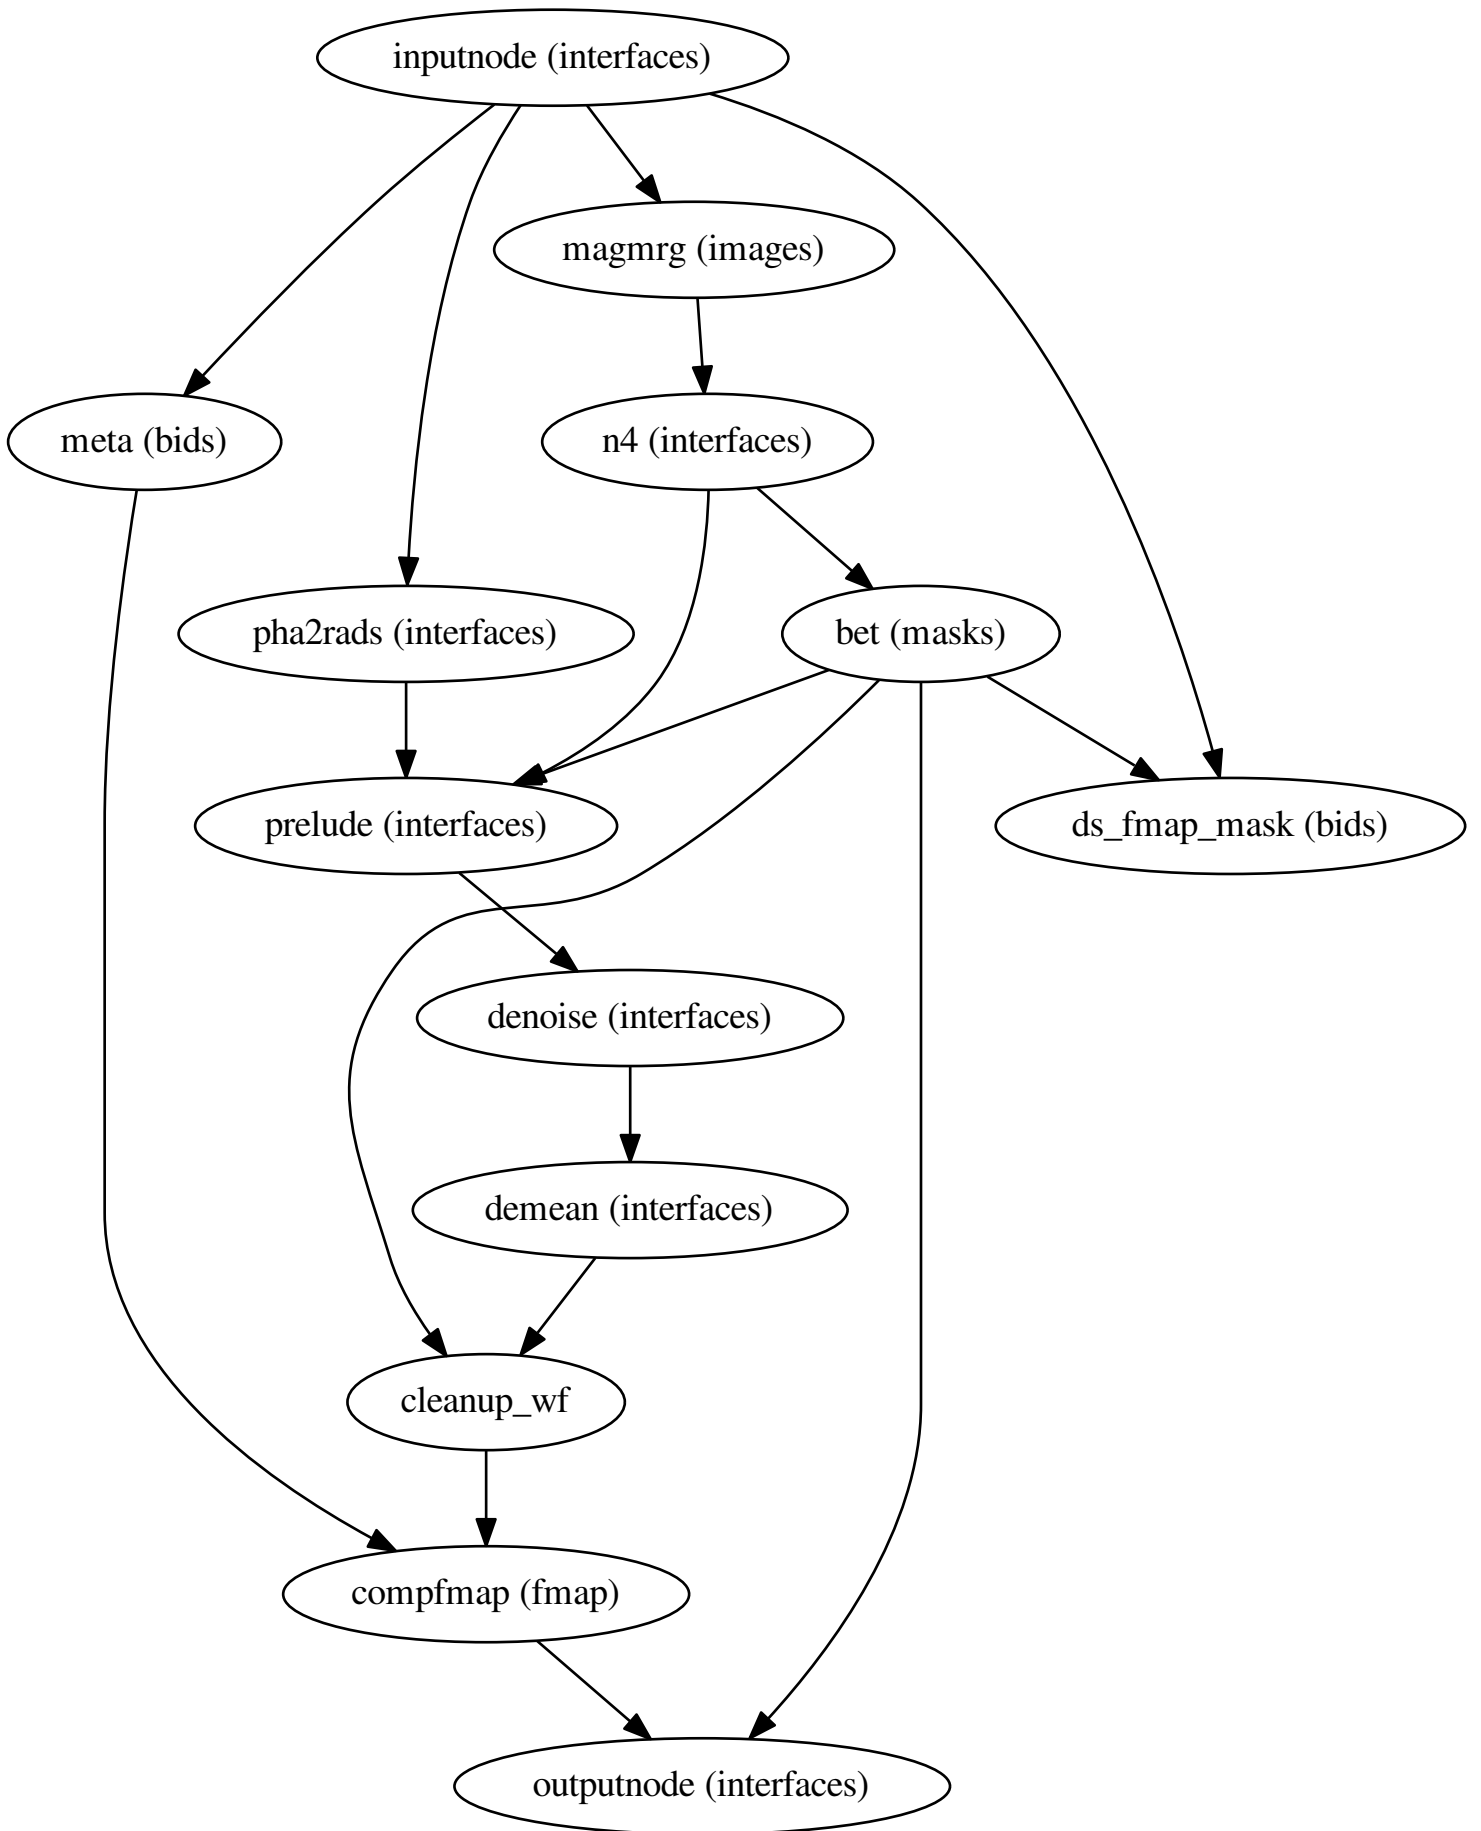 inputnode (interfaces)
magmrg (images)
meta (bids)
n4 (interfaces)
pha2rads (interfaces)
bet (masks)
prelude (interfaces)
ds_fmap_mask (bids)
denoise (interfaces)
demean (interfaces)
cleanup_wf
compfmap (fmap)
outputnode (interfaces)